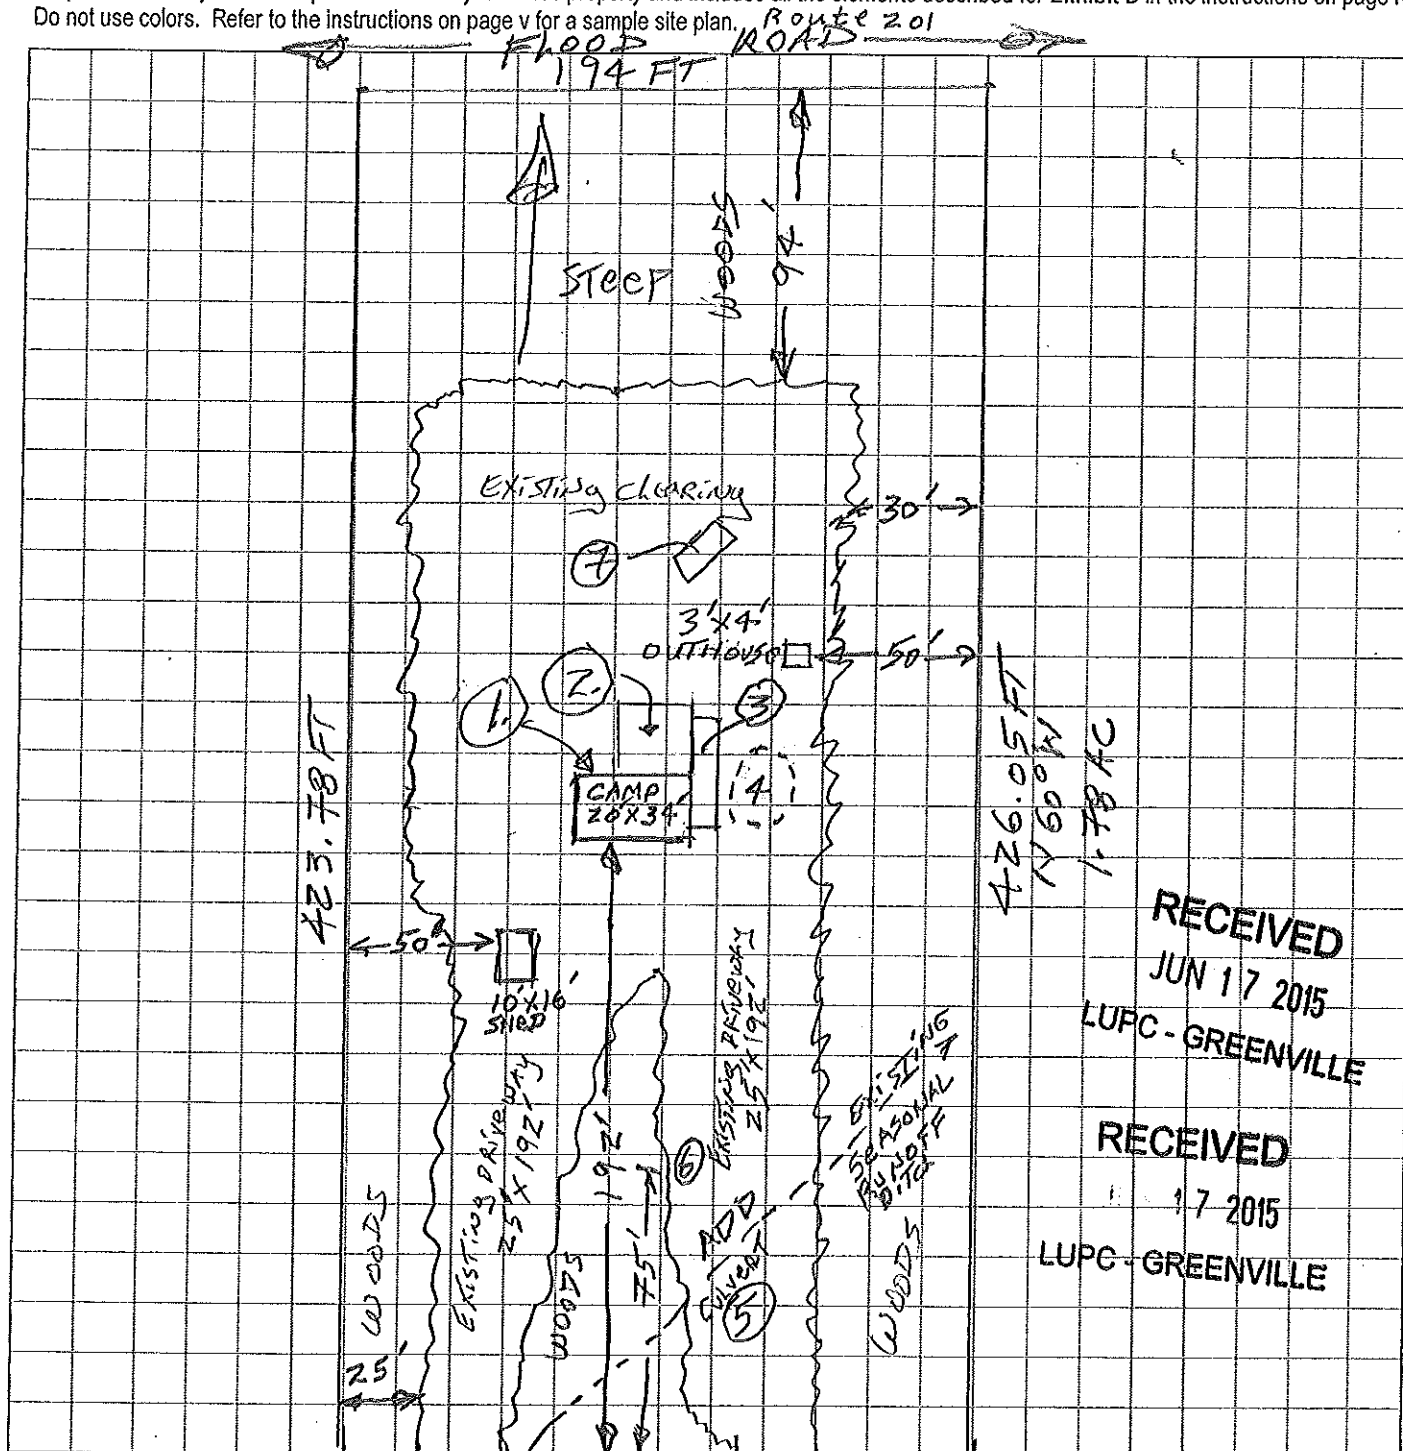 Do not use colors. Refer to the instructions on page v for a sample site plan.
Route 201
FLOOD ROAD
194 FT
STEEP
WOODS
94'
EXISTING CLEARING
30'
7
3'X4'
OUTHOUSE
50'
1.
2.
3
4
CAMP
20X34'
423.78 FT
426.05 FT
N 60° W
1.78 AC
50'
10'X16'
SHED
EXISTING DRIVEWAY
25'X192'
EXISTING DRIVEWAY
25'X192'
EXISTING
SEASONAL
RUNOFF
DITCH
192'
75'
6
ADD
CULVERT
5
WOODS
WOODS
WOODS
25'
RECEIVED
JUN 17 2015
LUPC - GREENVILLE
RECEIVED
17 2015
LUPC - GREENVILLE